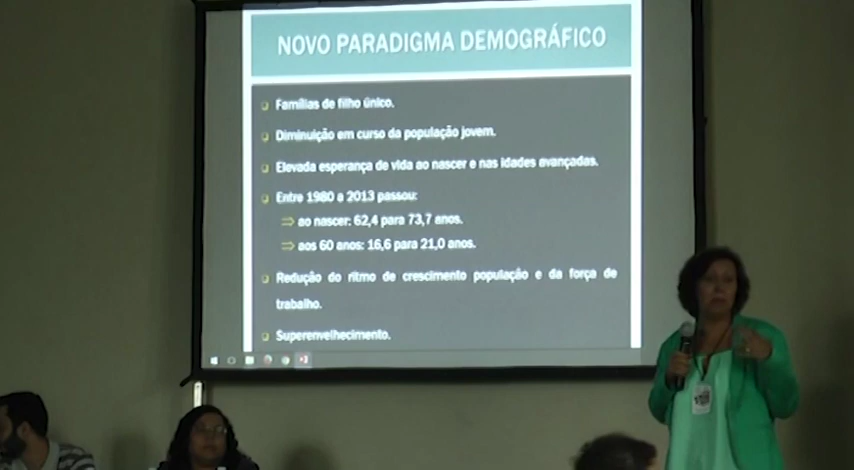 NOVO PARADIGMA DEMOGRÁFICO
Famílias de filho único.
Diminuição em curso da população jovem.
Elevada esperança de vida ao nascer e nas idades avançadas.
Entre 1980 a 2013 passou:
⇒ ao nascer: 62,4 para 73,7 anos.
⇒ aos 60 anos: 16,6 para 21,0 anos.
Redução do ritmo de crescimento população e da força de
trabalho.
Superenvelhecimento.